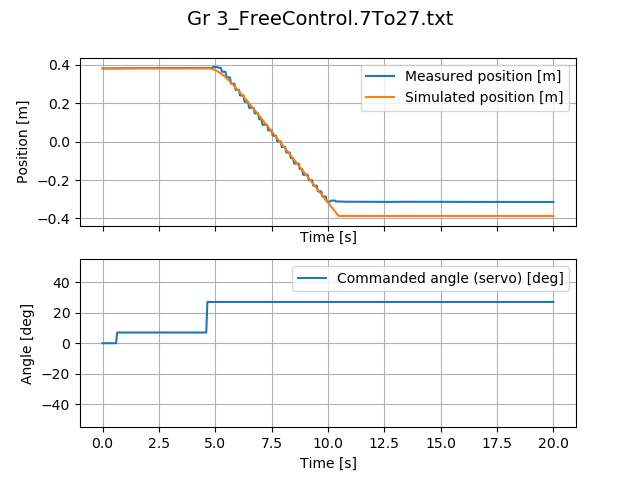 Gr 3_FreeControl.7To27.txt
0.4
0.2
0.0
−0.2
−0.4
Position [m]
Measured position [m]
Simulated position [m]
Time [s]
40
20
0
−20
−40
Angle [deg]
Commanded angle (servo) [deg]
0.0 2.5 5.0 7.5 10.0 12.5 15.0 17.5 20.0
Time [s]